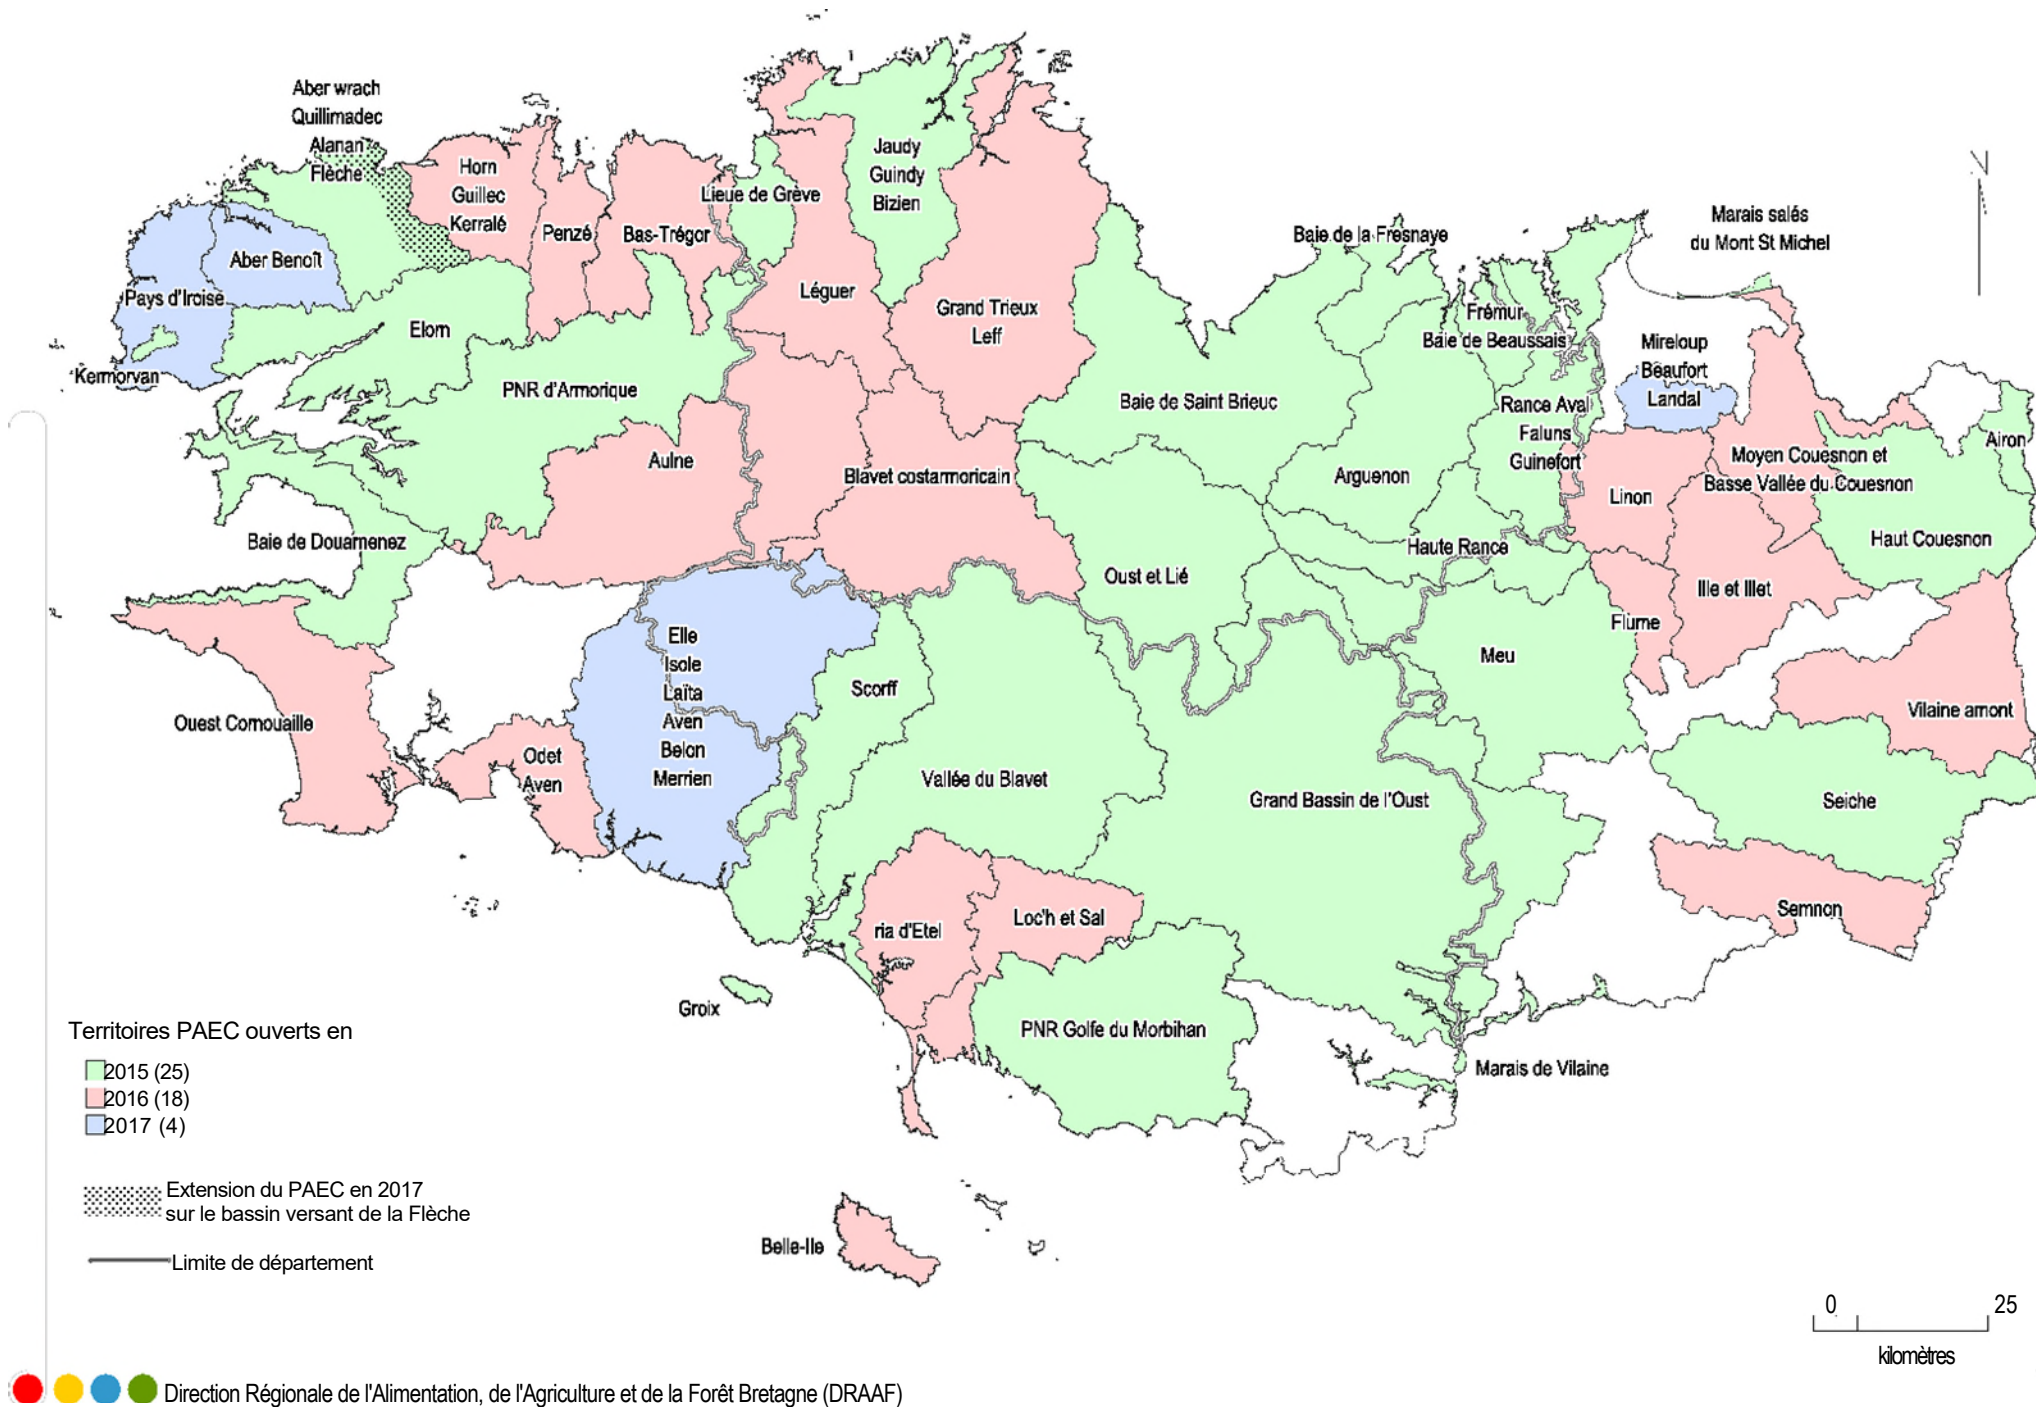 Aber wrach
Quillimadec
Alanan
Flèche
Horn
Guillec
Kerralé
Penzé
Bas-Trégor
Lieue de Grève
Jaudy
Guindy
Bizien
Léguer
Grand Trieux
Leff
Aber Benoît
Pays d'Iroise
Kermorvan
Elorn
PNR d'Armorique
Aulne
Blavet costarmoricain
Baie de Saint Brieuc
Baie de la Fresnaye
Frémur
Baie de Beaussais
Marais salés
du Mont St Michel
Mireloup
Beaufort
Landal
Rance Aval
Faluns
Guinefort
Arguenon
Linon
Moyen Couesnon et
Basse Vallée du Couesnon
Airon
Haut Couesnon
Haute Rance
Oust et Lié
Ille et Illet
Flume
Meu
Baie de Douarnenez
Ouest Cornouaille
Odet
Aven
Elle
Isole
Laïta
Aven
Belon
Merrien
Scorff
Vallée du Blavet
Grand Bassin de l'Oust
Vilaine amont
Seiche
Semnon
ria d'Etel
Loc'h et Sal
Groix
PNR Golfe du Morbihan
Marais de Vilaine
Belle-Ile
N
Territoires PAEC ouverts en
2015 (25)
2016 (18)
2017 (4)
Extension du PAEC en 2017
sur le bassin versant de la Flèche
Limite de département
0 25
kilomètres
Direction Régionale de l'Alimentation, de l'Agriculture et de la Forêt Bretagne (DRAAF)